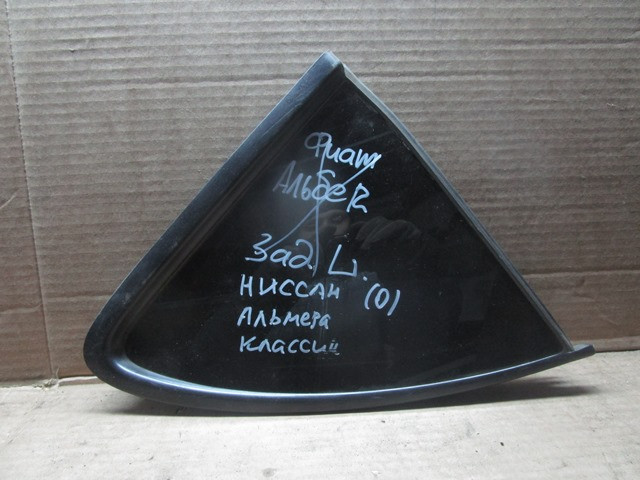 Фиат
Альбек
Зад. L.
Ниссан (0)
Альмера
Класси